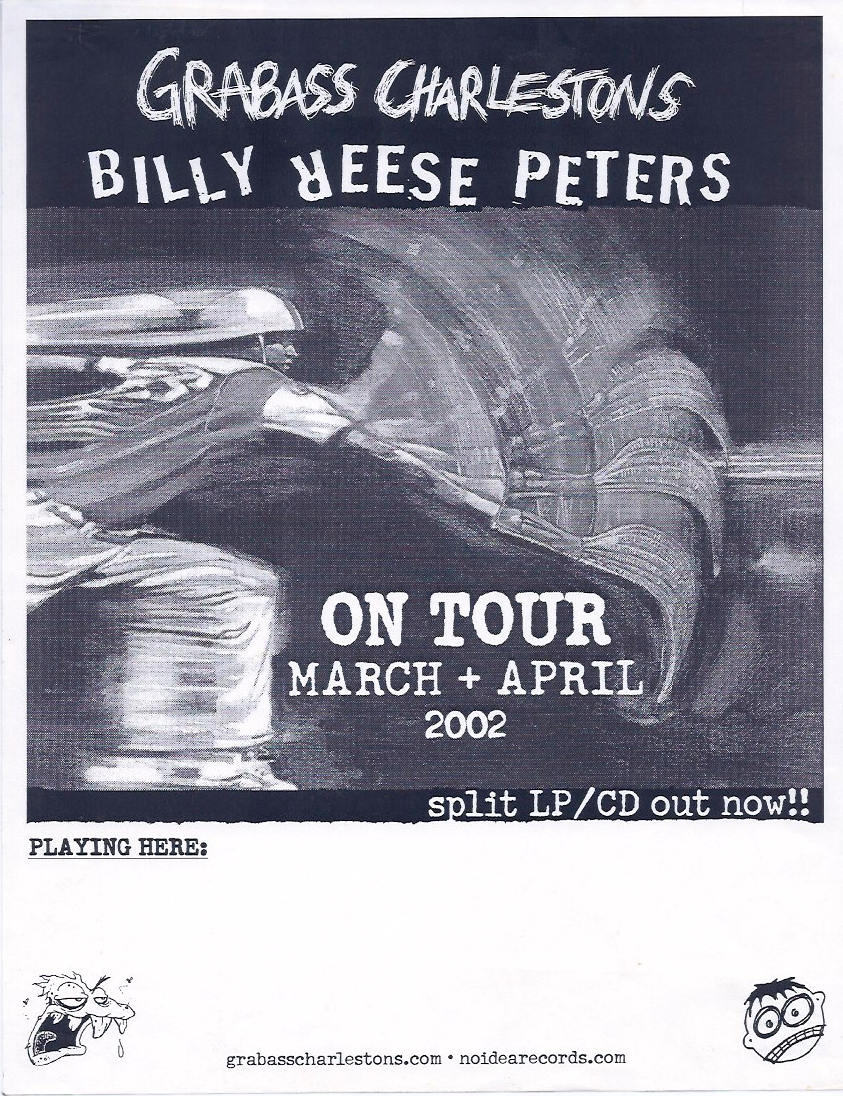 GRABASS CHARLESTONS
BILLY REESE PETERS
ON TOUR
MARCH + APRIL
2002
split LP/CD out now!!
PLAYING HERE:
grabasscharlestons.com • noidearecords.com